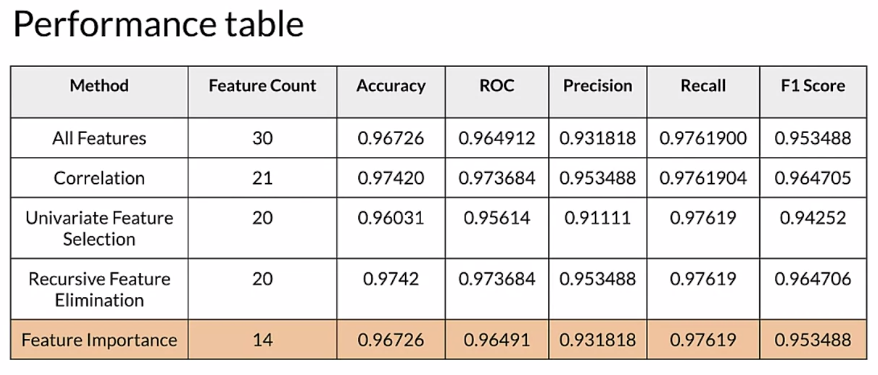 Performance table
Method Feature Count Accuracy ROC Precision Recall F1 Score
All Features 30 0.96726 0.964912 0.931818 0.9761900 0.953488
Correlation 21 0.97420 0.973684 0.953488 0.9761904 0.964705
Univariate Feature 20 0.96031 0.95614 0.91111 0.97619 0.94252
Selection
Recursive Feature 20 0.9742 0.973684 0.953488 0.97619 0.964706
Elimination
Feature Importance 14 0.96726 0.96491 0.931818 0.97619 0.953488